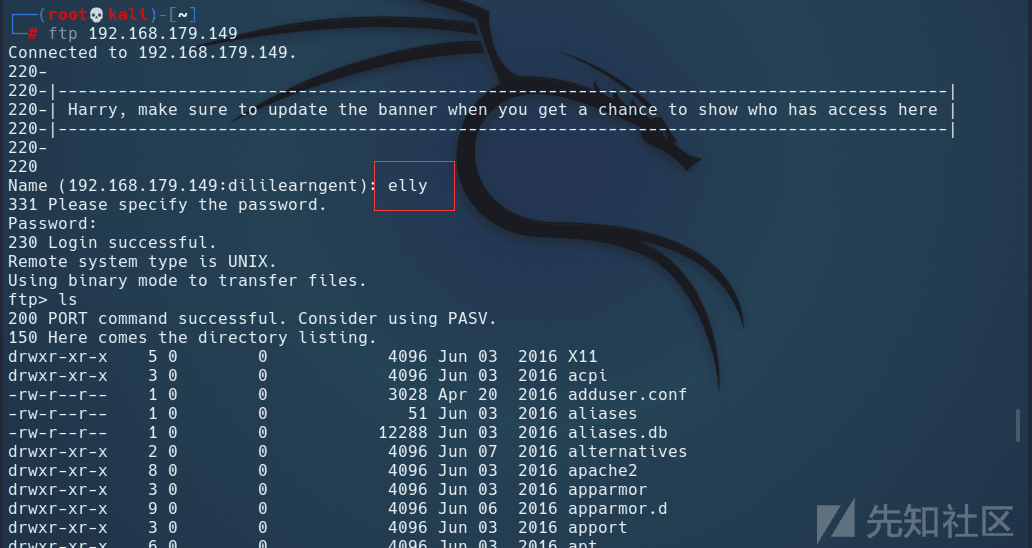 ┌──(root💀kali)-[~]
└─# ftp 192.168.179.149
Connected to 192.168.179.149.
220-
220-|-----------------------------------------------------------------------------------------|
220-| Harry, make sure to update the banner when you get a chance to show who has access here |
220-|-----------------------------------------------------------------------------------------|
220-
220
Name (192.168.179.149:dililearngent): elly
331 Please specify the password.
Password:
230 Login successful.
Remote system type is UNIX.
Using binary mode to transfer files.
ftp> ls
200 PORT command successful. Consider using PASV.
150 Here comes the directory listing.
drwxr-xr-x    5 0        0            4096 Jun 03  2016 X11
drwxr-xr-x    3 0        0            4096 Jun 03  2016 acpi
-rw-r--r--    1 0        0            3028 Apr 20  2016 adduser.conf
-rw-r--r--    1 0        0              51 Jun 03  2016 aliases
-rw-r--r--    1 0        0           12288 Jun 03  2016 aliases.db
drwxr-xr-x    2 0        0            4096 Jun 07  2016 alternatives
drwxr-xr-x    8 0        0            4096 Jun 03  2016 apache2
drwxr-xr-x    3 0        0            4096 Jun 03  2016 apparmor
drwxr-xr-x    9 0        0            4096 Jun 06  2016 apparmor.d
drwxr-xr-x    3 0        0            4096 Jun 03  2016 apport
drwxr-xr-x    6 0        0            4096 Jun 03  2016 apt
先知社区